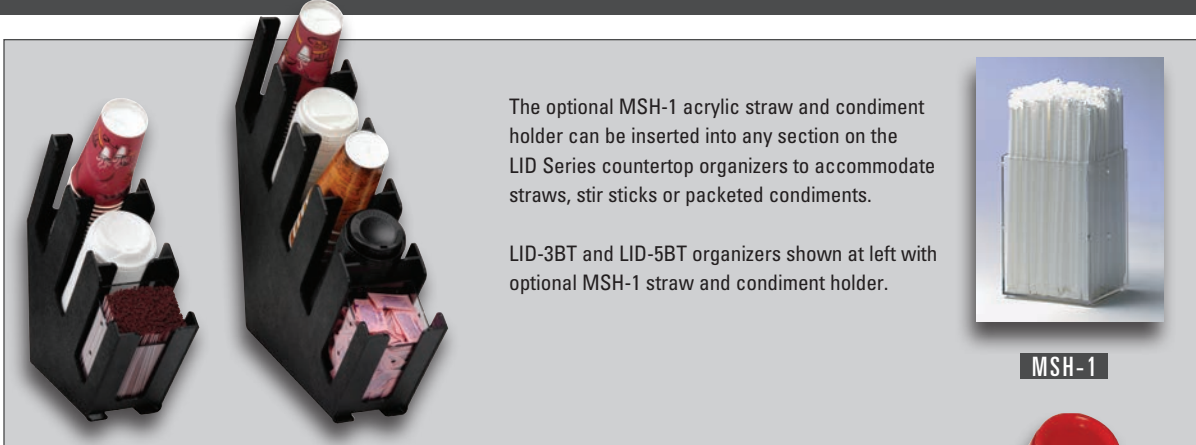 The optional MSH-1 acrylic straw and condiment
holder can be inserted into any section on the
LID Series countertop organizers to accommodate
straws, stir sticks or packeted condiments.
LID-3BT and LID-5BT organizers shown at left with
optional MSH-1 straw and condiment holder.
MSH-1